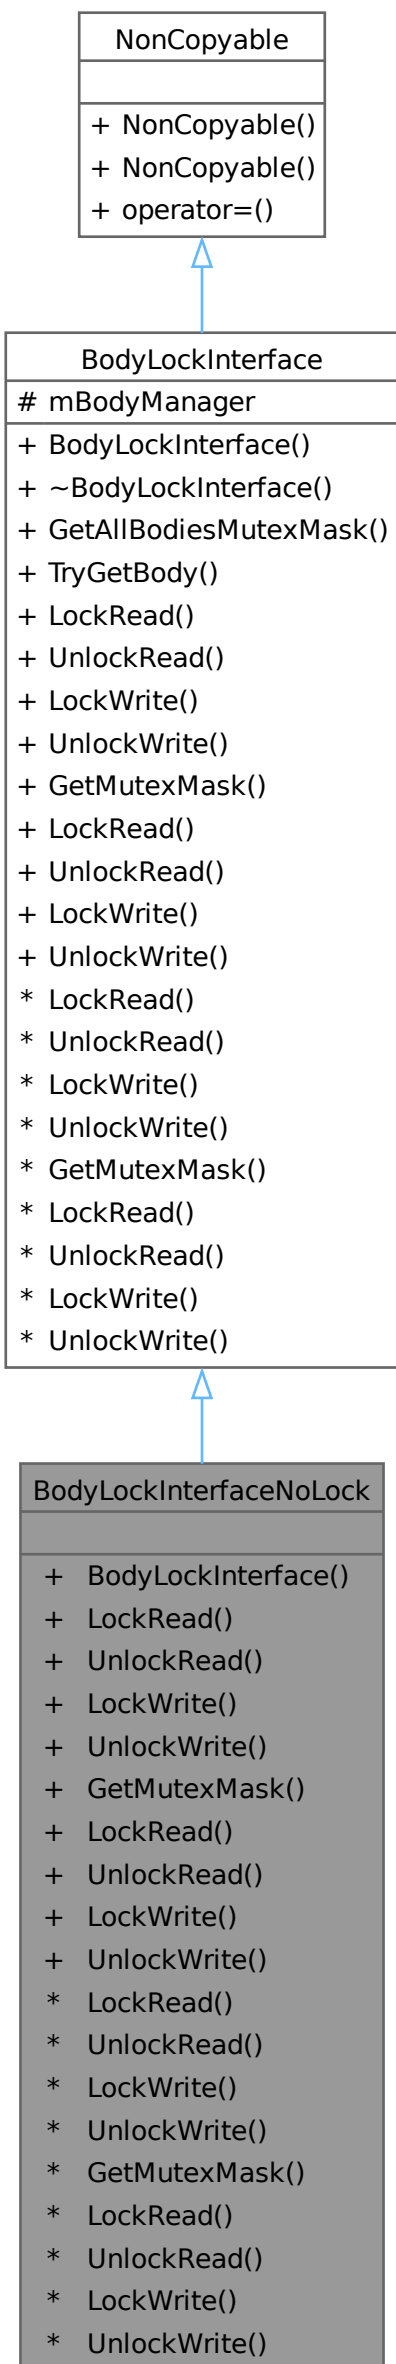 NonCopyable
+ NonCopyable()
+ NonCopyable()
+ operator=()
BodyLockInterface
# mBodyManager
+ BodyLockInterface()
+ ~BodyLockInterface()
+ GetAllBodiesMutexMask()
+ TryGetBody()
+ LockRead()
+ UnlockRead()
+ LockWrite()
+ UnlockWrite()
+ GetMutexMask()
+ LockRead()
+ UnlockRead()
+ LockWrite()
+ UnlockWrite()
* LockRead()
* UnlockRead()
* LockWrite()
* UnlockWrite()
* GetMutexMask()
* LockRead()
* UnlockRead()
* LockWrite()
* UnlockWrite()
BodyLockInterfaceNoLock
+ BodyLockInterface()
+ LockRead()
+ UnlockRead()
+ LockWrite()
+ UnlockWrite()
+ GetMutexMask()
+ LockRead()
+ UnlockRead()
+ LockWrite()
+ UnlockWrite()
* LockRead()
* UnlockRead()
* LockWrite()
* UnlockWrite()
* GetMutexMask()
* LockRead()
* UnlockRead()
* LockWrite()
* UnlockWrite()